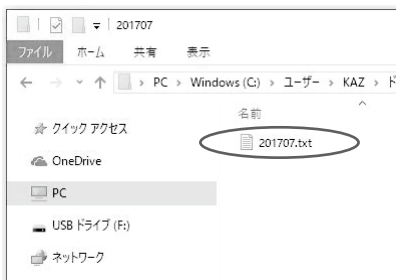 201707
ファイル ホーム 共有 表示
PC > Windows (C:) > ユーザー > KAZ >
名前
クイック アクセス
201707.txt
OneDrive
PC
USB ドライブ (F:)
ネットワーク